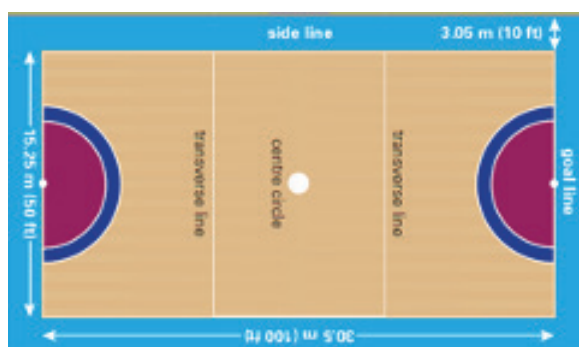 side line
3.05 m (10 ft)
15.25 m (50 ft)
transverse line
centre circle
transverse line
goal line
30.5 m (100 ft)